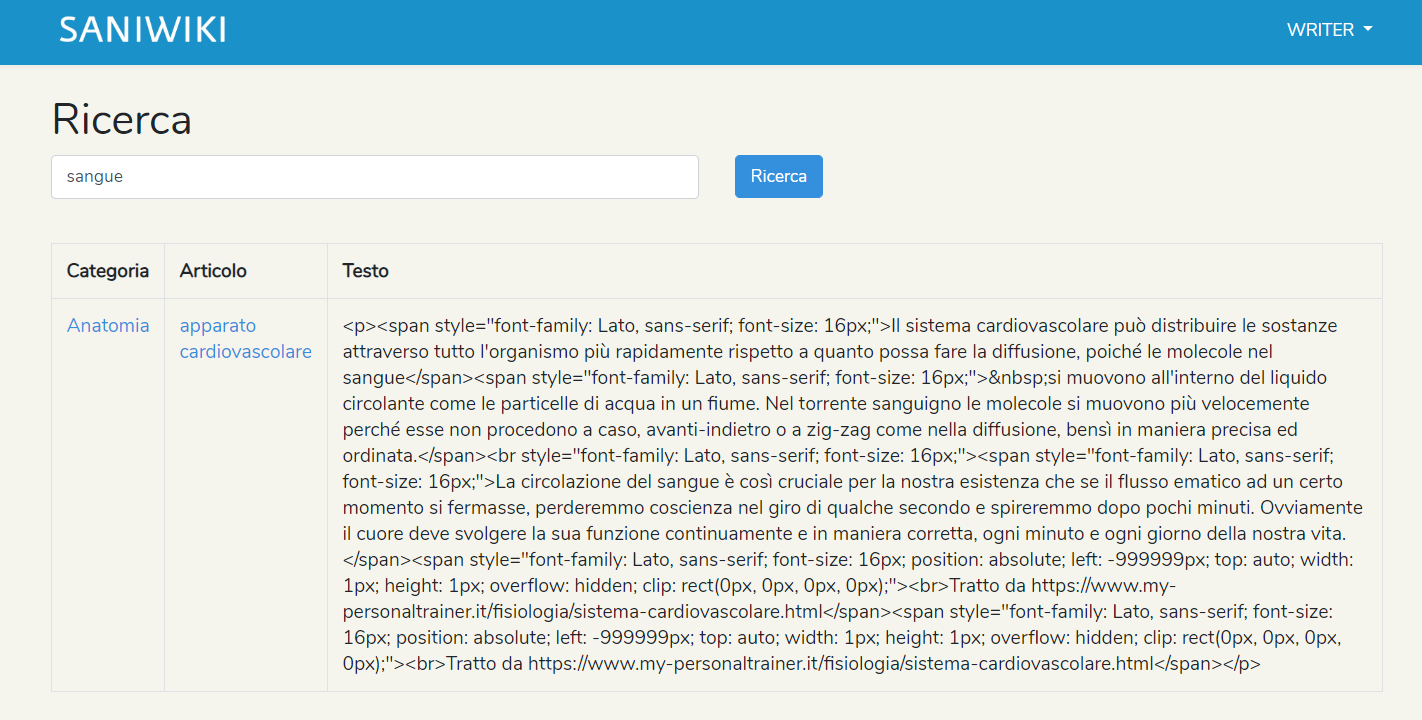 SANIWIKI
WRITER
Ricerca
sangue
Ricerca
Categoria
Articolo
Testo
Anatomia
apparato
cardiovascolare
<p><span style="font-family: Lato, sans-serif; font-size: 16px;">Il sistema cardiovascolare può distribuire le sostanze
attraverso tutto l'organismo più rapidamente rispetto a quanto possa fare la diffusione, poiché le molecole nel
sangue</span><span style="font-family: Lato, sans-serif; font-size: 16px;">&nbsp;si muovono all'interno del liquido
circolante come le particelle di acqua in un fiume. Nel torrente sanguigno le molecole si muovono più velocemente
perché esse non procedono a caso, avanti-indietro o a zig-zag come nella diffusione, bensì in maniera precisa ed
ordinata.</span><br style="font-family: Lato, sans-serif; font-size: 16px;"><span style="font-family: Lato, sans-serif;
font-size: 16px;">La circolazione del sangue è così cruciale per la nostra esistenza che se il flusso ematico ad un certo
momento si fermasse, perderemmo coscienza nel giro di qualche secondo e spireremmo dopo pochi minuti. Ovviamente
il cuore deve svolgere la sua funzione continuamente e in maniera corretta, ogni minuto e ogni giorno della nostra vita.
</span><span style="font-family: Lato, sans-serif; font-size: 16px; position: absolute; left: -999999px; top: auto; width:
1px; height: 1px; overflow: hidden; clip: rect(0px, 0px, 0px, 0px);"><br>Tratto da https://www.my-
personaltrainer.it/fisiologia/sistema-cardiovascolare.html</span><span style="font-family: Lato, sans-serif; font-size:
16px; position: absolute; left: -999999px; top: auto; width: 1px; height: 1px; overflow: hidden; clip: rect(0px, 0px, 0px,
0px);"><br>Tratto da https://www.my-personaltrainer.it/fisiologia/sistema-cardiovascolare.html</span></p>